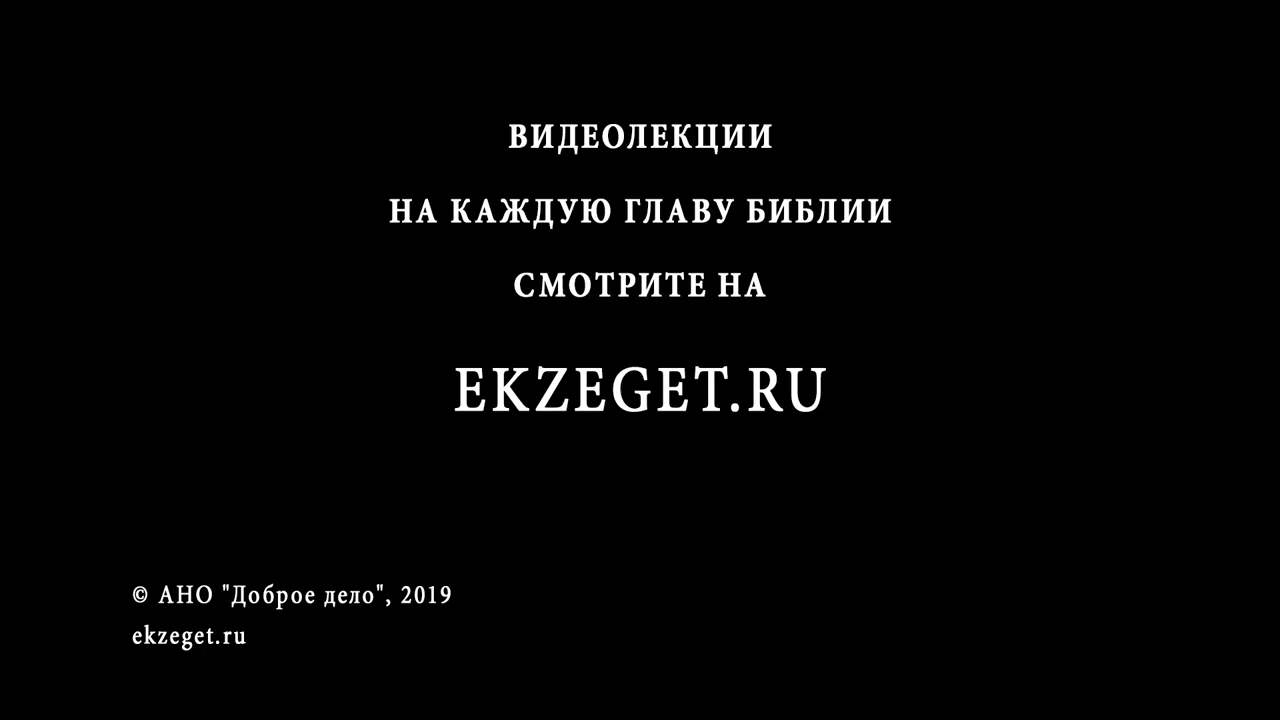 ВИДЕОЛЕКЦИИ
НА КАЖДУЮ ГЛАВУ БИБЛИИ
СМОТРИТЕ НА
EKZEGET.RU
© АНО "Доброе дело", 2019
ekzeget.ru